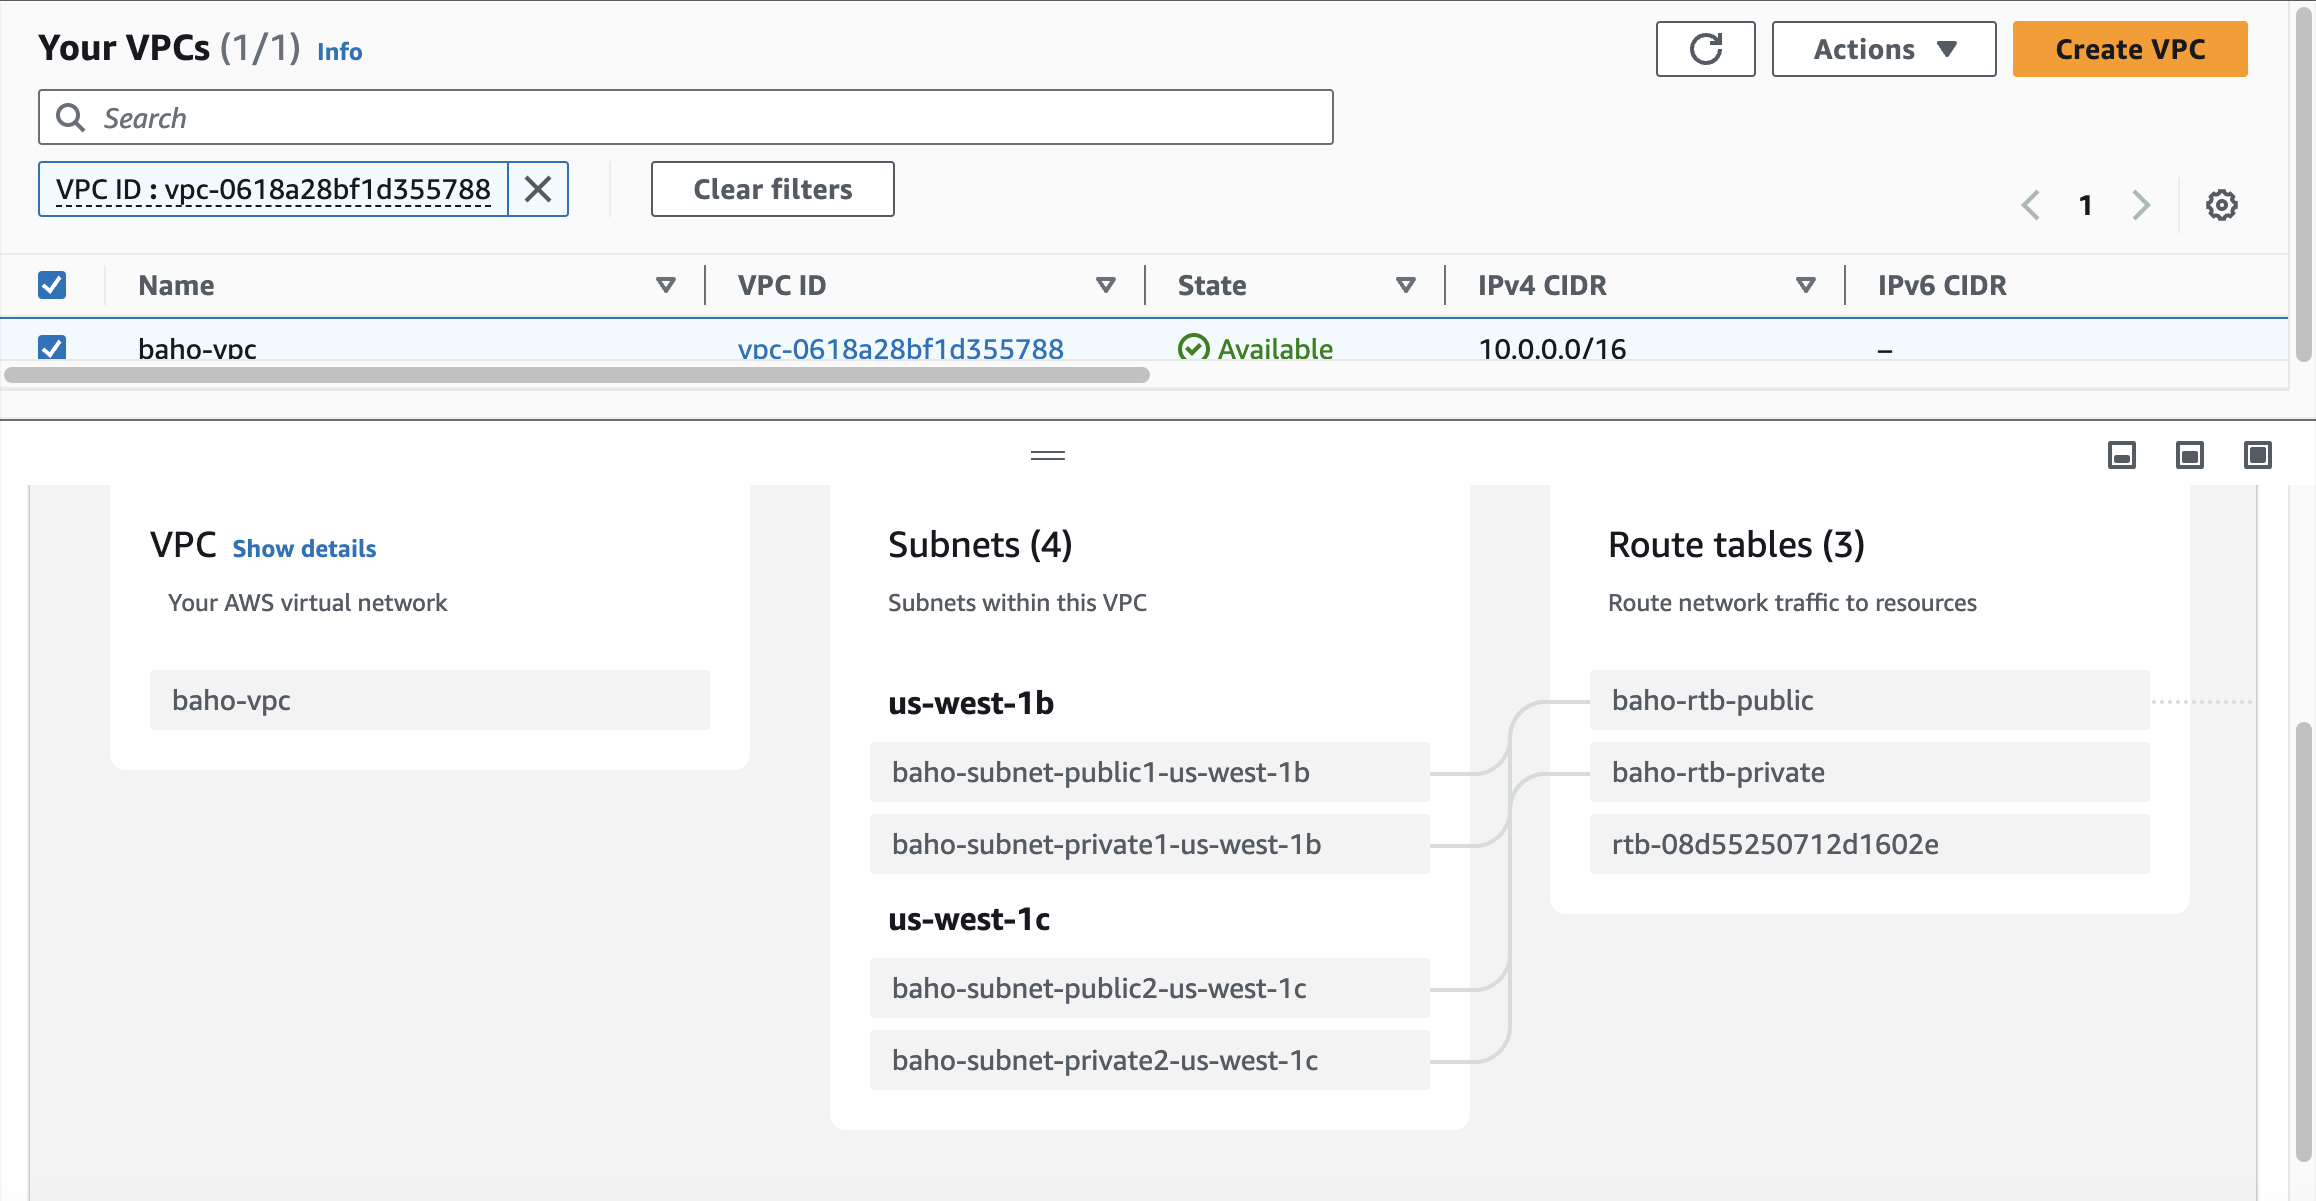 Your VPCs (1/1) Info
Actions
Create VPC
Search
VPC ID : vpc-0618a28bf1d355788
Clear filters
1
Name VPC ID State IPv4 CIDR IPv6 CIDR
baho-vpc vpc-0618a28bf1d355788 Available 10.0.0.0/16 –
VPC Show details
Your AWS virtual network
baho-vpc
Subnets (4)
Subnets within this VPC
us-west-1b
baho-subnet-public1-us-west-1b
baho-subnet-private1-us-west-1b
us-west-1c
baho-subnet-public2-us-west-1c
baho-subnet-private2-us-west-1c
Route tables (3)
Route network traffic to resources
baho-rtb-public
baho-rtb-private
rtb-08d55250712d1602e